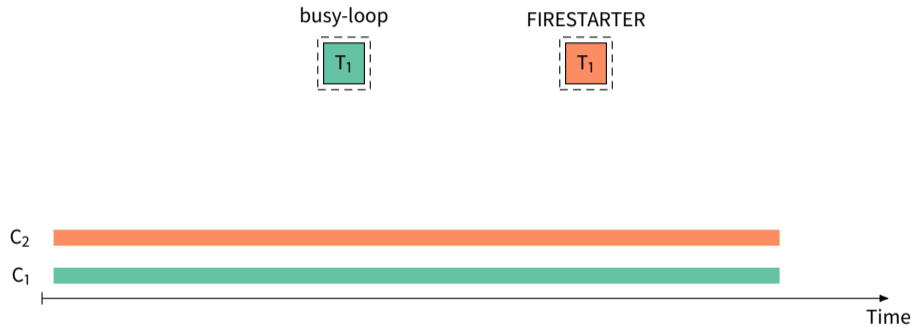 busy-loop
FIRESTARTER
T₁
T₁
C₂
C₁
Time